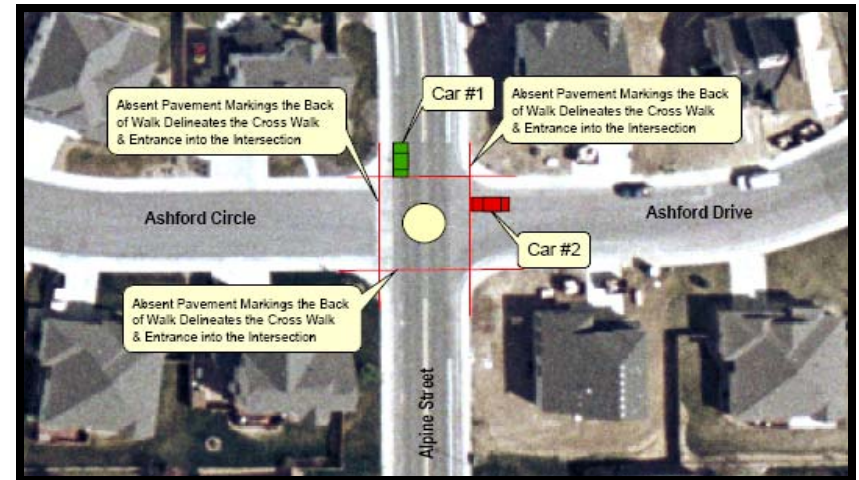 Car #1
Absent Pavement Markings the Back
of Walk Delineates the Cross Walk
& Entrance into the Intersection
Absent Pavement Markings the Back
of Walk Delineates the Cross Walk
& Entrance into the Intersection
Ashford Circle
Ashford Drive
Car #2
Absent Pavement Markings the Back
of Walk Delineates the Cross Walk
& Entrance into the Intersection
Alpine Street